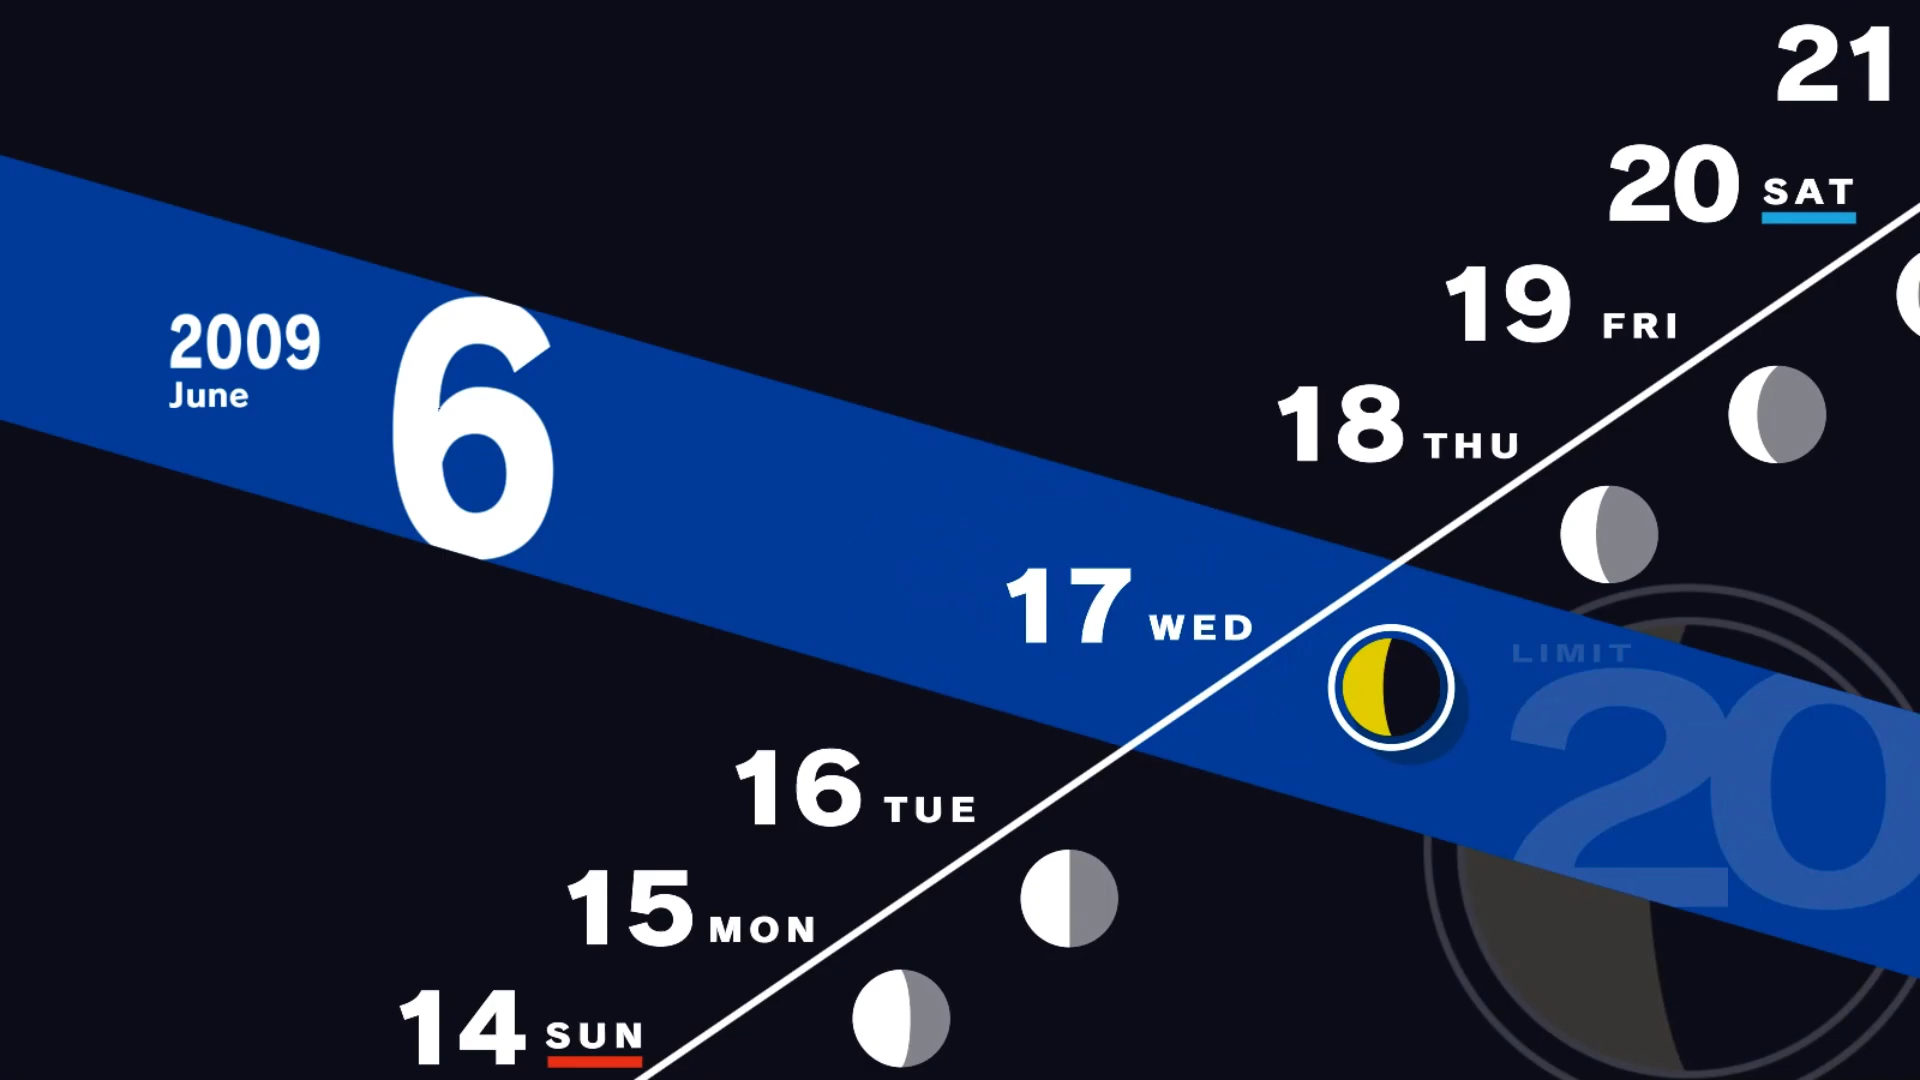 21
20 SAT
19 FRI
18 THU
2009
June
6
17 WED
LIMIT
20
16 TUE
15 MON
14 SUN